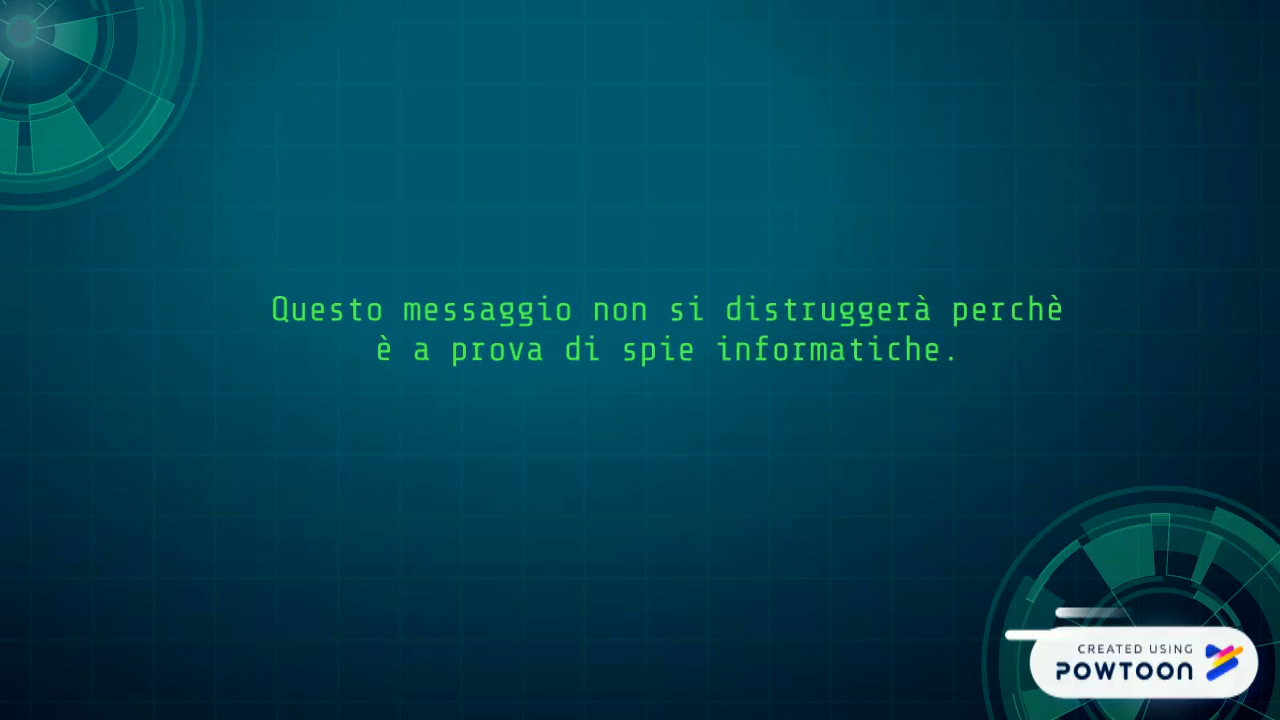 Questo messaggio non si distruggerà perchè
è a prova di spie informatiche.
CREATED USING
POWTOON